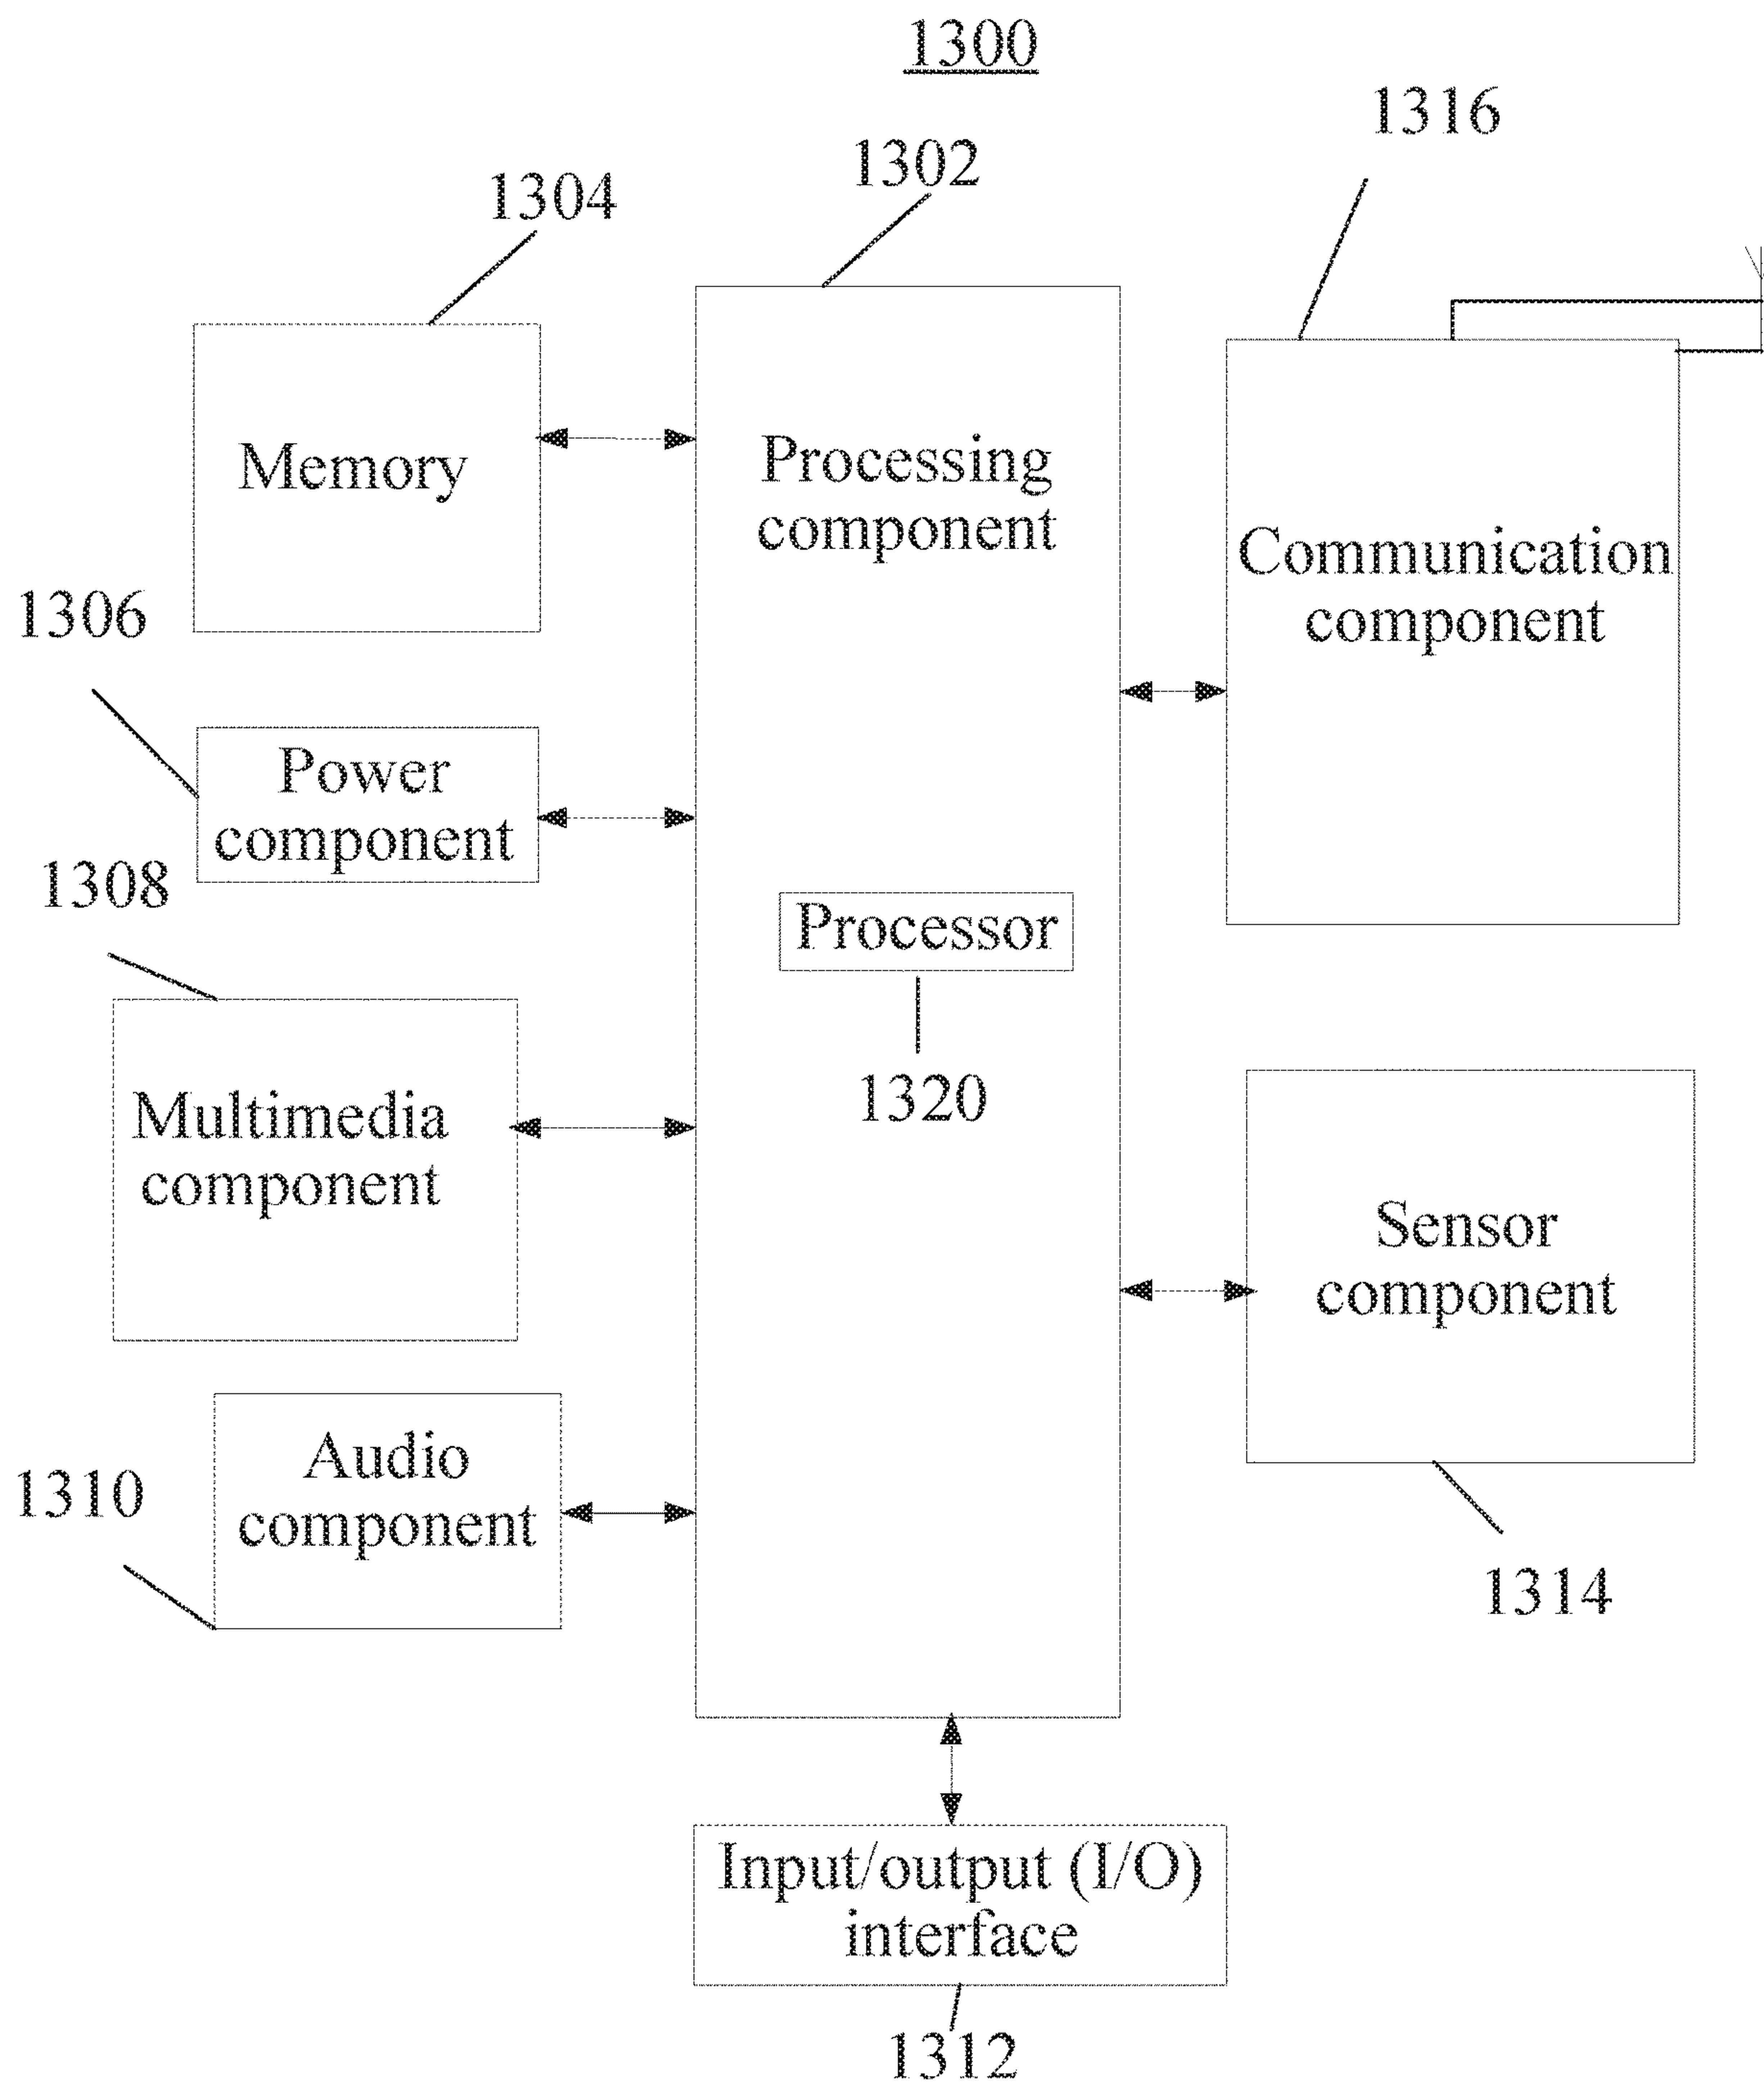 1300
1316
1302
1304
Memory
Processing
component
Communication
component
1306
Power
component
1308
Processor
1320
Multimedia
component
Sensor
component
Audio
component
1310
1314
Input/output (I/O)
interface
1312